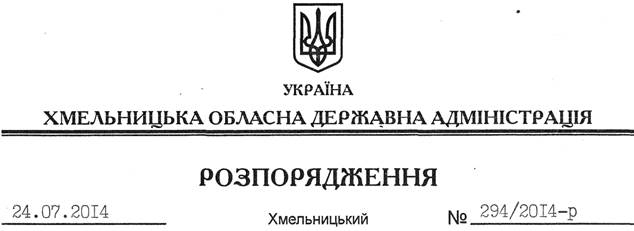 УКРАЇНА
ХМЕЛЬНИЦЬКА ОБЛАСНА ДЕРЖАВНА АДМІНІСТРАЦІЯ
РОЗПОРЯДЖЕННЯ
24.07.2014 Хмельницький № 294/2014-р